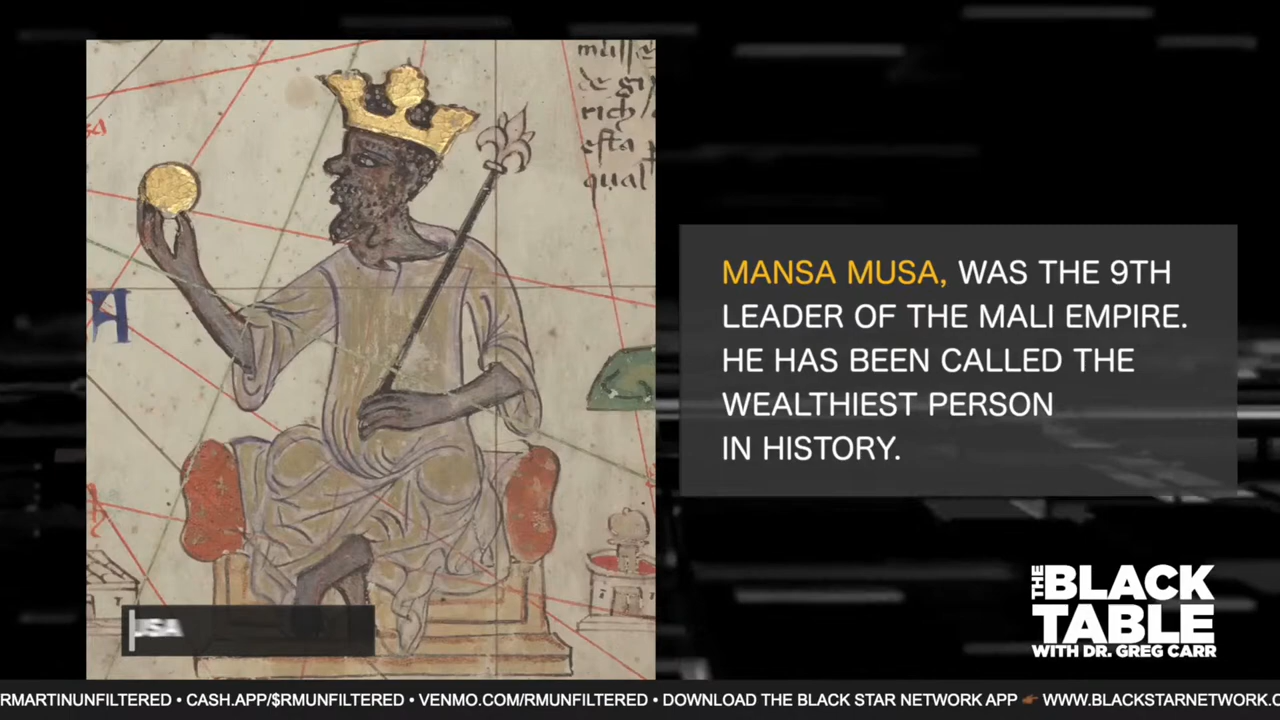 de gi
rich
esta
qual
A
MANSA MUSA, WAS THE 9TH
LEADER OF THE MALI EMPIRE.
HE HAS BEEN CALLED THE
WEALTHIEST PERSON
IN HISTORY.
USA
THE BLACK
TABLE
WITH DR. GREG CARR
RMARTINUNFILTERED • CASH.APP/$RMUNFILTERED • VENMO.COM/RMUNFILTERED • DOWNLOAD THE BLACK STAR NETWORK APP WWW.BLACKSTARNETWORK.C